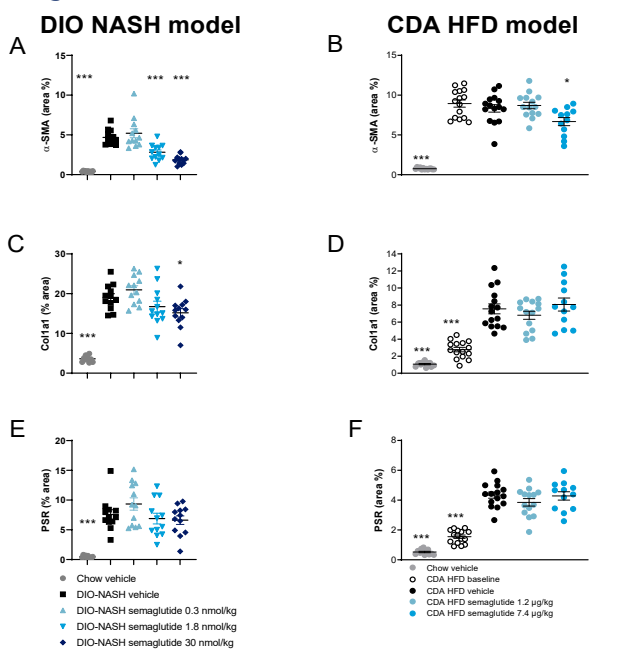 DIO NASH model
CDA HFD model
A
α-SMA (area %)
15
10
5
0
***
***
***
B
α-SMA (area %)
15
10
5
0
***
*
C
Col1a1 (% area)
30
20
10
0
***
*
D
Col1a1 (area %)
14
12
10
8
6
4
2
0
***
***
E
PSR (% area)
20
15
10
5
0
***
F
PSR (area %)
8
6
4
2
0
***
***
Chow vehicle
DIO-NASH vehicle
DIO-NASH semaglutide 0.3 nmol/kg
DIO-NASH semaglutide 1.8 nmol/kg
DIO-NASH semaglutide 30 nmol/kg
Chow vehicle
CDA HFD baseline
CDA HFD vehicle
CDA HFD semaglutide 1.2 μg/kg
CDA HFD semaglutide 7.4 μg/kg